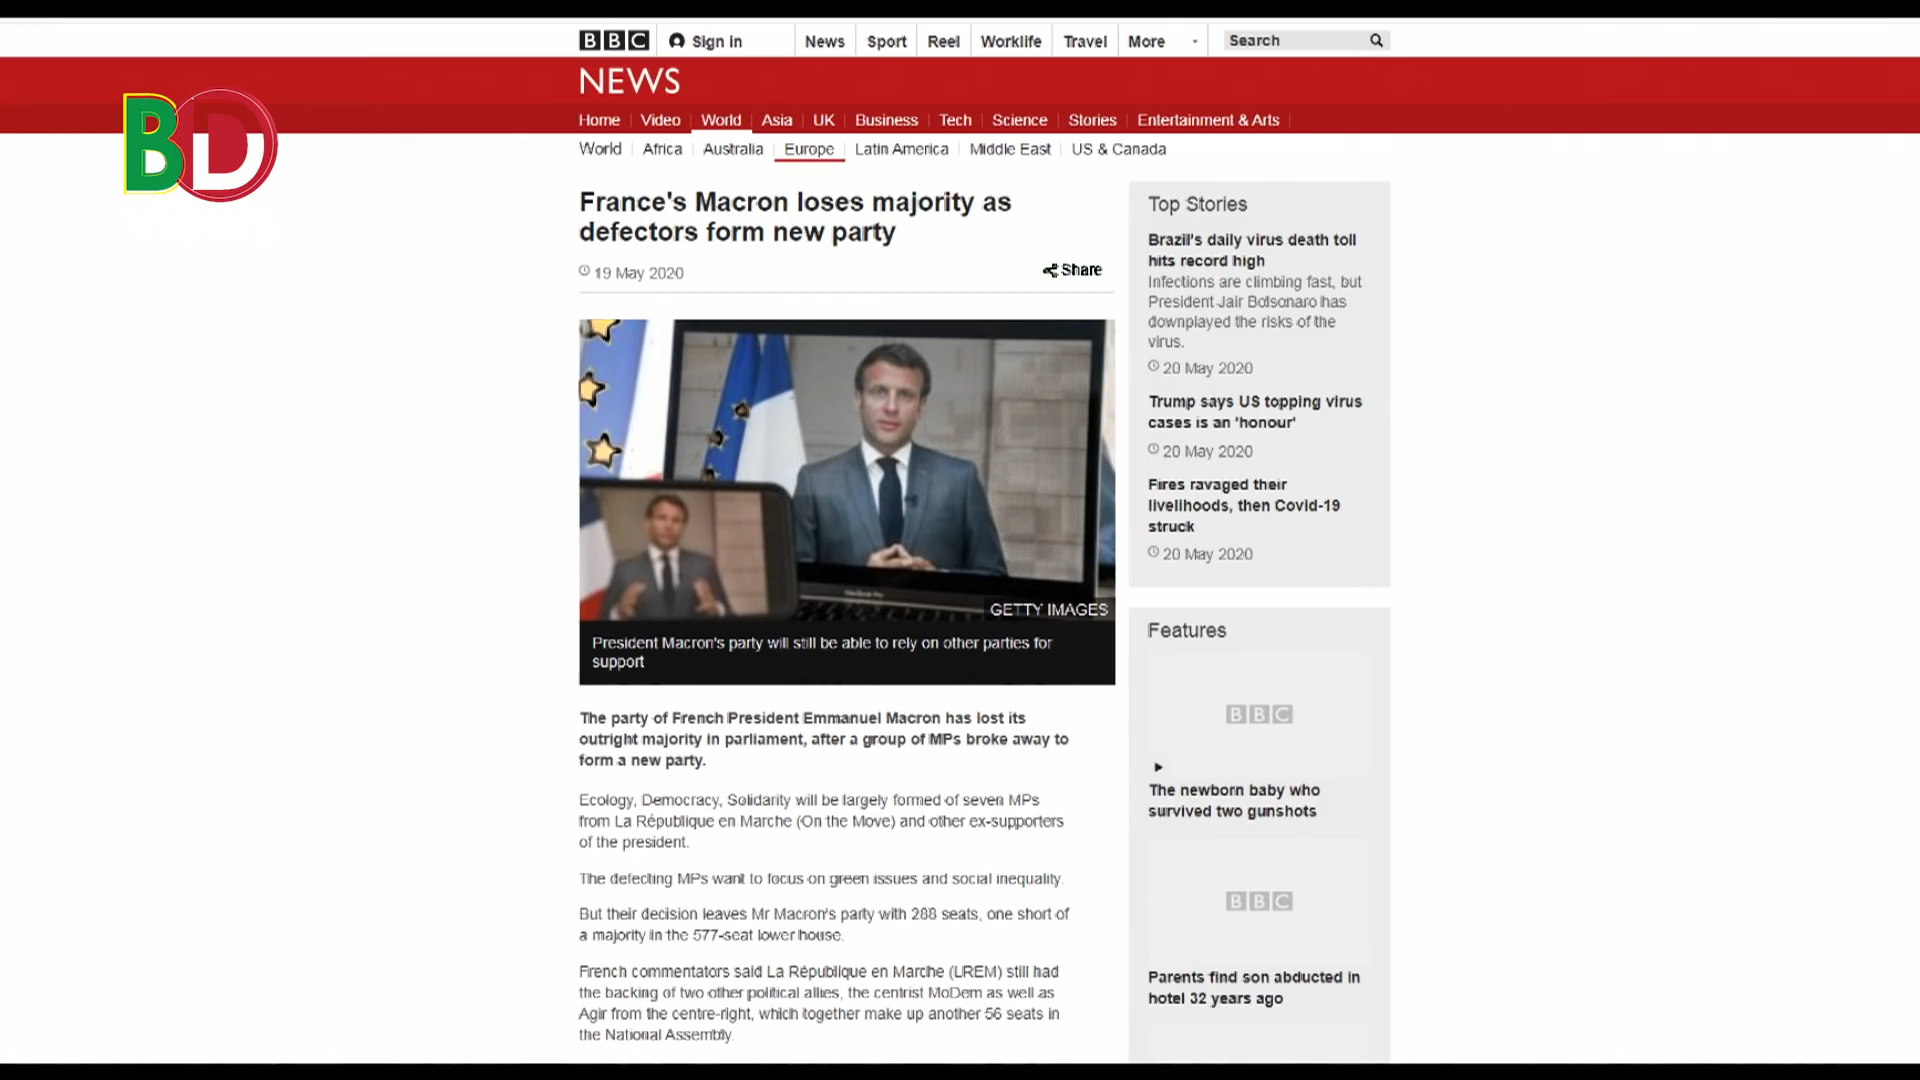 BBC Sign in News Sport Reel Worklife Travel More Search
NEWS
BD
Home Video World Asia UK Business Tech Science Stories Entertainment & Arts
World Africa Australia Europe Latin America Middle East US & Canada
France's Macron loses majority as
defectors form new party
19 May 2020
Share
GETTY IMAGES
President Macron's party will still be able to rely on other parties for
support
The party of French President Emmanuel Macron has lost its
outright majority in parliament, after a group of MPs broke away to
form a new party.
Ecology, Democracy, Solidarity will be largely formed of seven MPs
from La République en Marche (On the Move) and other ex-supporters
of the president.
The defecting MPs want to focus on green issues and social inequality.
But their decision leaves Mr Macron's party with 288 seats, one short of
a majority in the 577-seat lower house.
French commentators said La République en Marche (LREM) still had
the backing of two other political allies, the centrist MoDem as well as
Agir from the centre-right, which together make up another 56 seats in
the National Assembly.
Top Stories
Brazil's daily virus death toll
hits record high
Infections are climbing fast, but
President Jair Bolsonaro has
downplayed the risks of the
virus.
20 May 2020
Trump says US topping virus
cases is an 'honour'
20 May 2020
Fires ravaged their
livelihoods, then Covid-19
struck
20 May 2020
Features
BBC
The newborn baby who
survived two gunshots
BBC
Parents find son abducted in
hotel 32 years ago